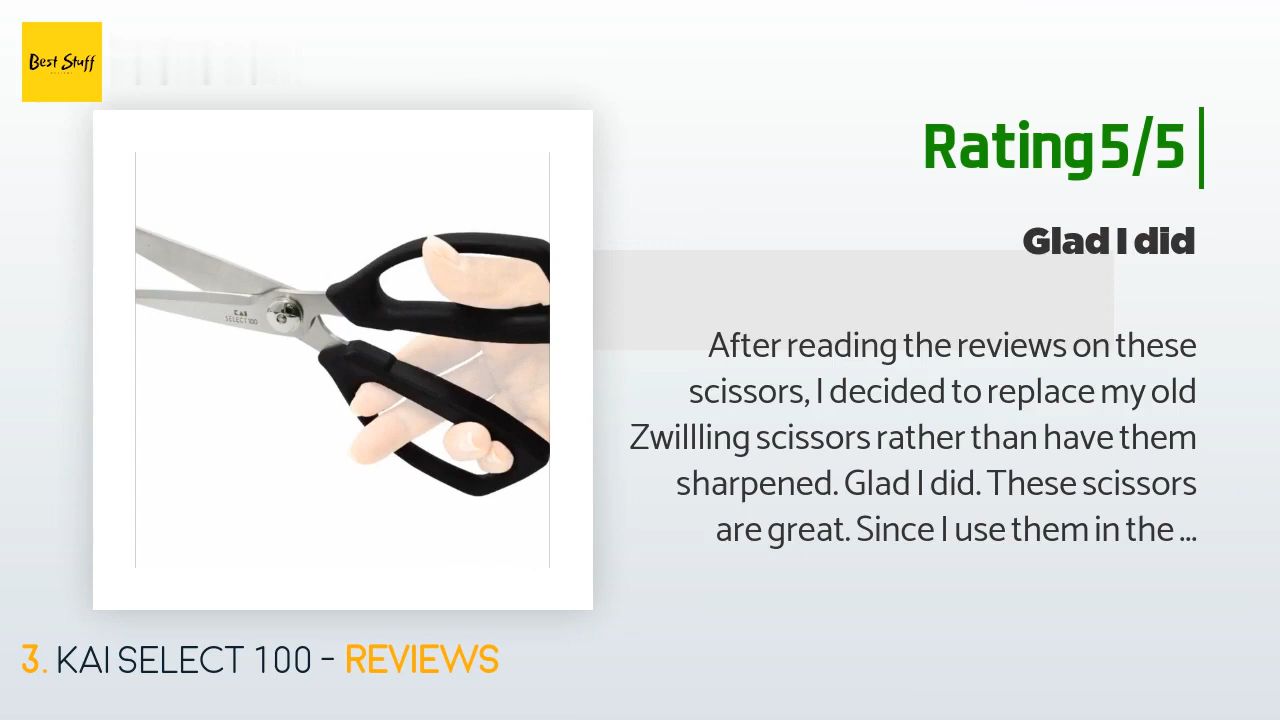 Best Stuff
Rating 5/5
Glad I did
KAI
SELECT 100
After reading the reviews on these
scissors, I decided to replace my old
Zwillling scissors rather than have them
sharpened. Glad I did. These scissors
are great. Since I use them in the ...
3. KAI SELECT 100 - REVIEWS